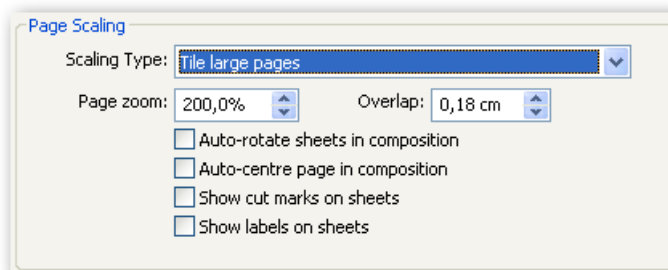 Page Scaling
Scaling Type: Tile large pages
Page zoom: 200,0% Overlap: 0,18 cm
Auto-rotate sheets in composition
Auto-centre page in composition
Show cut marks on sheets
Show labels on sheets